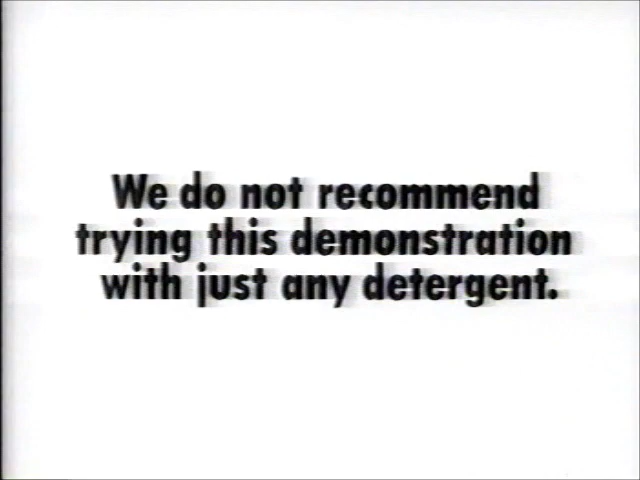 We do not recommend
trying this demonstration
with just any detergent.